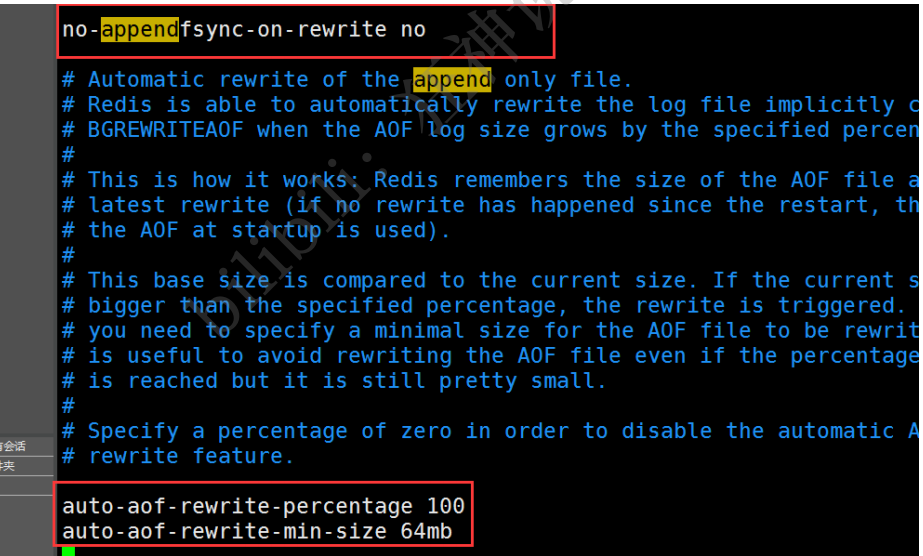 no-appendfsync-on-rewrite no
# Automatic rewrite of the append only file.
# Redis is able to automatically rewrite the log file implicitly
# BGREWRITEAOF when the AOF log size grows by the specified percen
#
# This is how it works: Redis remembers the size of the AOF file a
# latest rewrite (if no rewrite has happened since the restart, th
# the AOF at startup is used).
#
# This base size is compared to the current size. If the current s
# bigger than the specified percentage, the rewrite is triggered.
# you need to specify a minimal size for the AOF file to be rewrit
# is useful to avoid rewriting the AOF file even if the percentage
# is reached but it is still pretty small.
#
# Specify a percentage of zero in order to disable the automatic A
# rewrite feature.
auto-aof-rewrite-percentage 100
auto-aof-rewrite-min-size 64mb
会话
夹
bilibili: